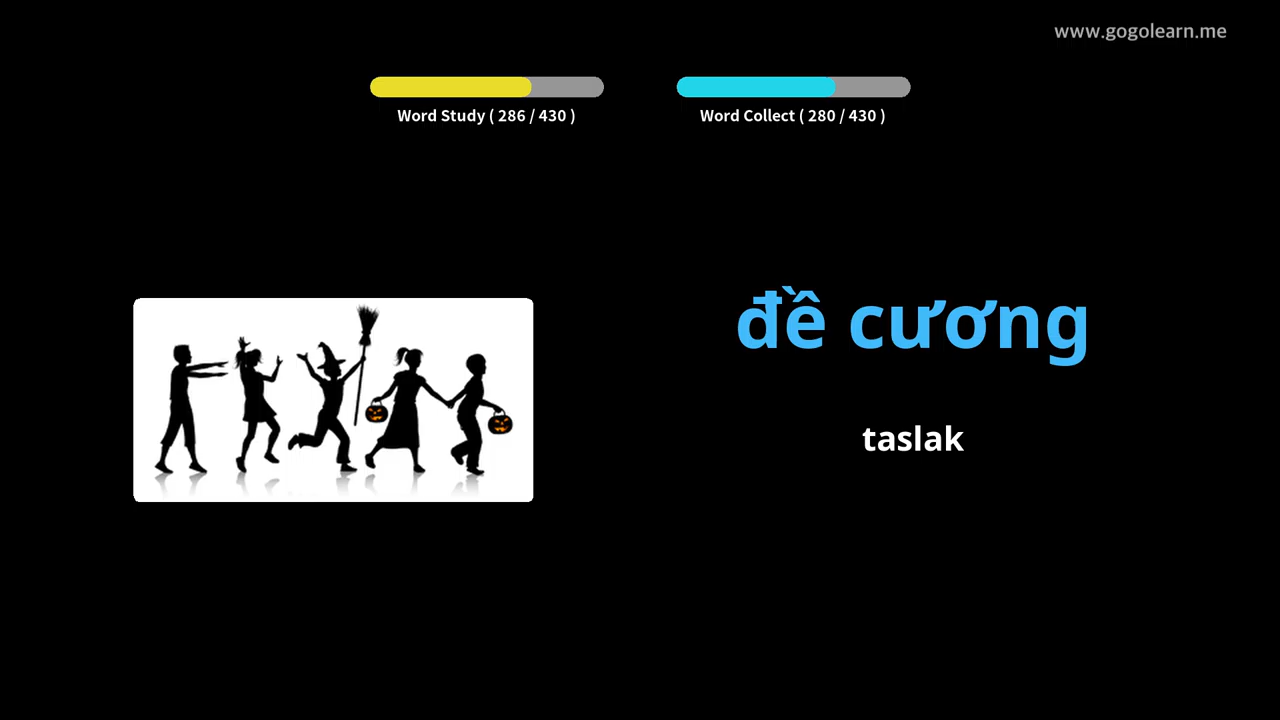 www.gogolearn.me
Word Study ( 286 / 430 )
Word Collect ( 280 / 430 )
đề cương
taslak